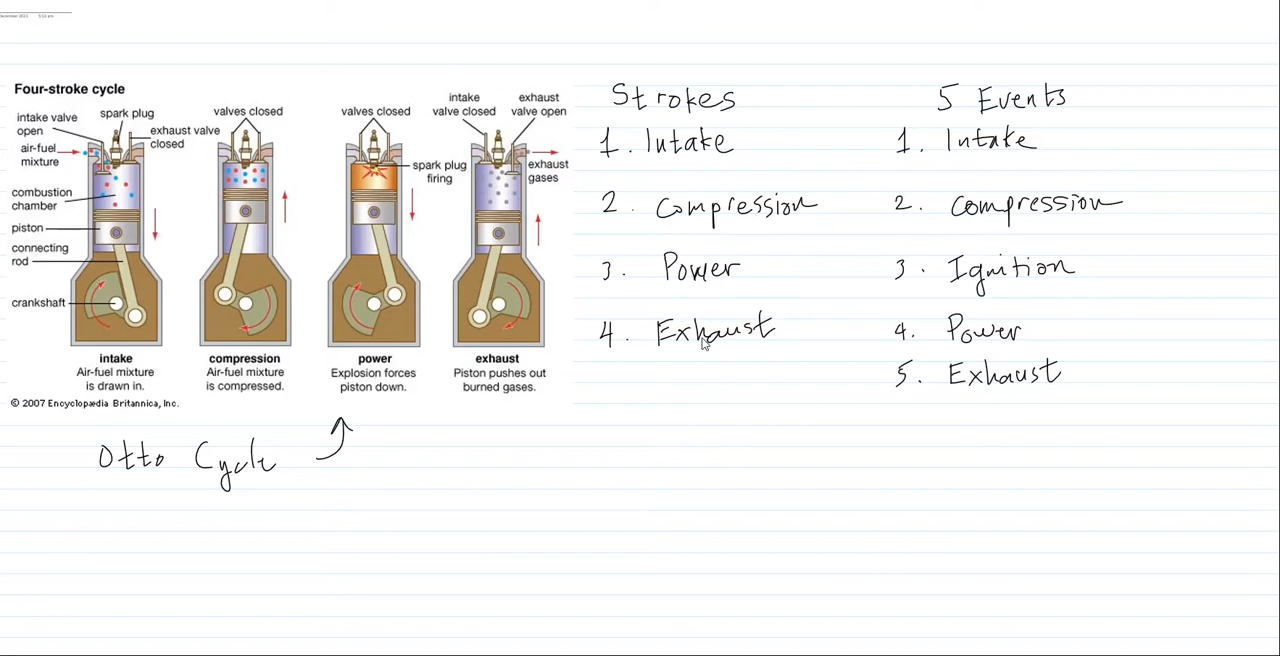 5:10 pm
Four-stroke cycle
intake valve open
spark plug
exhaust valve closed
air-fuel mixture
combustion chamber
piston
connecting rod
crankshaft
valves closed
valves closed
spark plug firing
intake valve closed
exhaust valve open
exhaust gases
intake
Air-fuel mixture
is drawn in.
compression
Air-fuel mixture
is compressed.
power
Explosion forces
piston down.
exhaust
Piston pushes out
burned gases.
© 2007 Encyclopædia Britannica, Inc.
Otto Cycle
Strokes
1. Intake
2. Compression
3. Power
4. Exhaust
5 Events
1. Intake
2. Compression
3. Ignition
4. Power
5. Exhaust